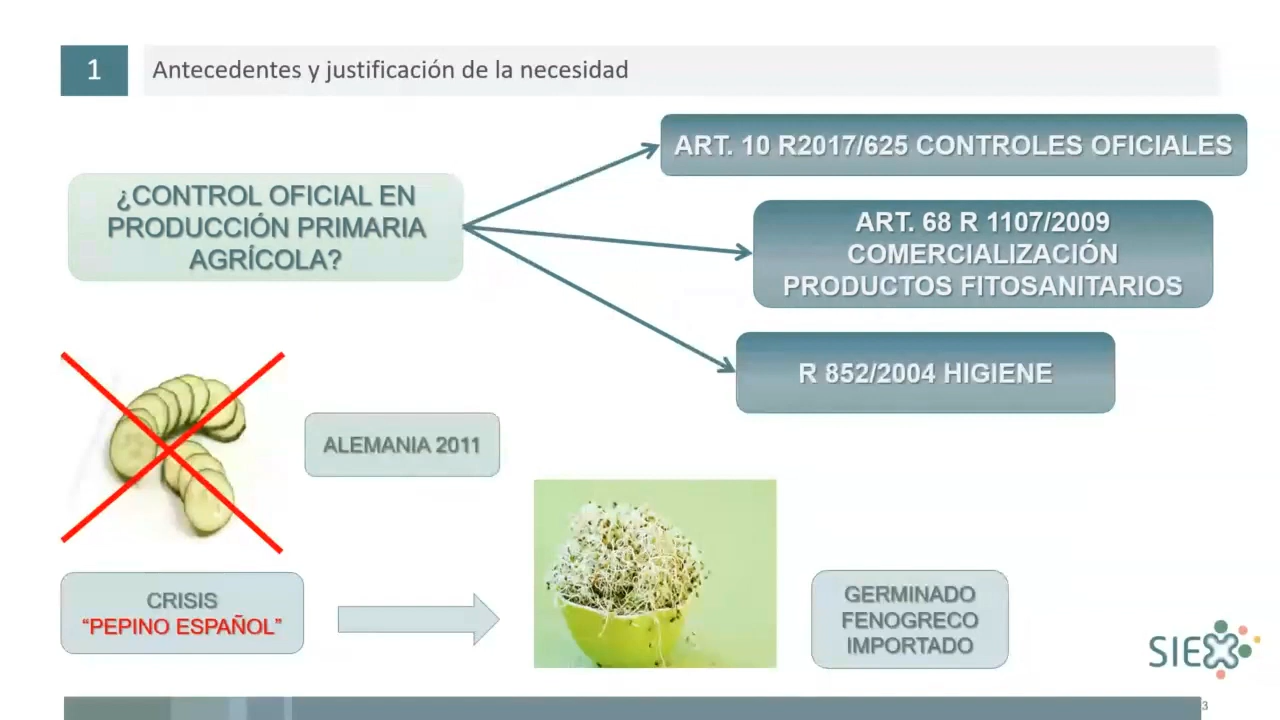 1
Antecedentes y justificación de la necesidad
¿CONTROL OFICIAL EN
PRODUCCIÓN PRIMARIA
AGRÍCOLA?
ART. 10 R2017/625 CONTROLES OFICIALES
ART. 68 R 1107/2009
COMERCIALIZACIÓN
PRODUCTOS FITOSANITARIOS
R 852/2004 HIGIENE
ALEMANIA 2011
CRISIS
“PEPINO ESPAÑOL”
GERMINADO
FENOGRECO
IMPORTADO
SIEX
3